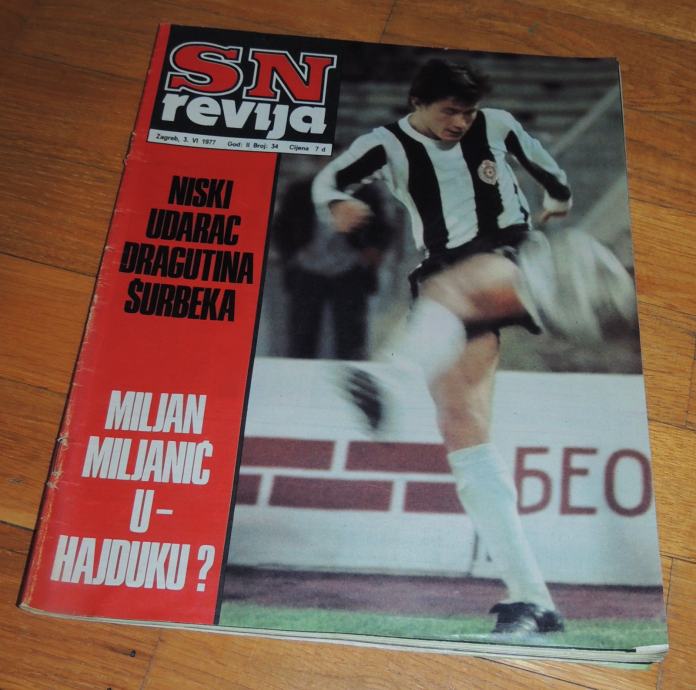 SN
revija
Zagreb, 3. VI 1977 God: II Broj: 34 Cijena 7 d
NISKI
UDARAC
DRAGUTINA
ŠURBEKA
MILJAN
MILJANIĆ
U –
HAJDUKU ?
БЕО